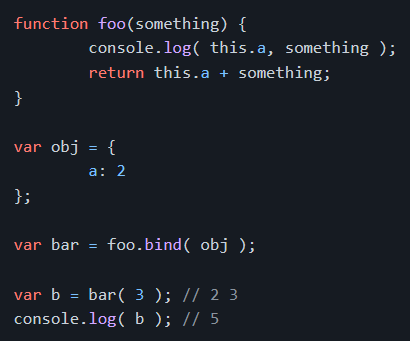 function foo(something) {
        console.log( this.a, something );
        return this.a + something;
}

var obj = {
        a: 2
};

var bar = foo.bind( obj );

var b = bar( 3 ); // 2 3
console.log( b ); // 5